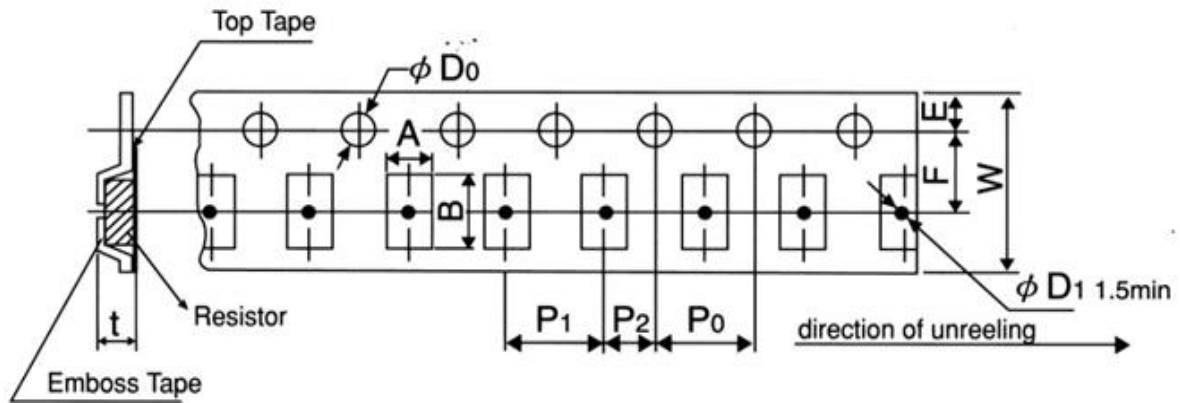 Top Tape
ϕ D0
A
E
F
W
B
ϕ D1 1.5min
t
Resistor
P1
P2
P0
direction of unreeling
Emboss Tape